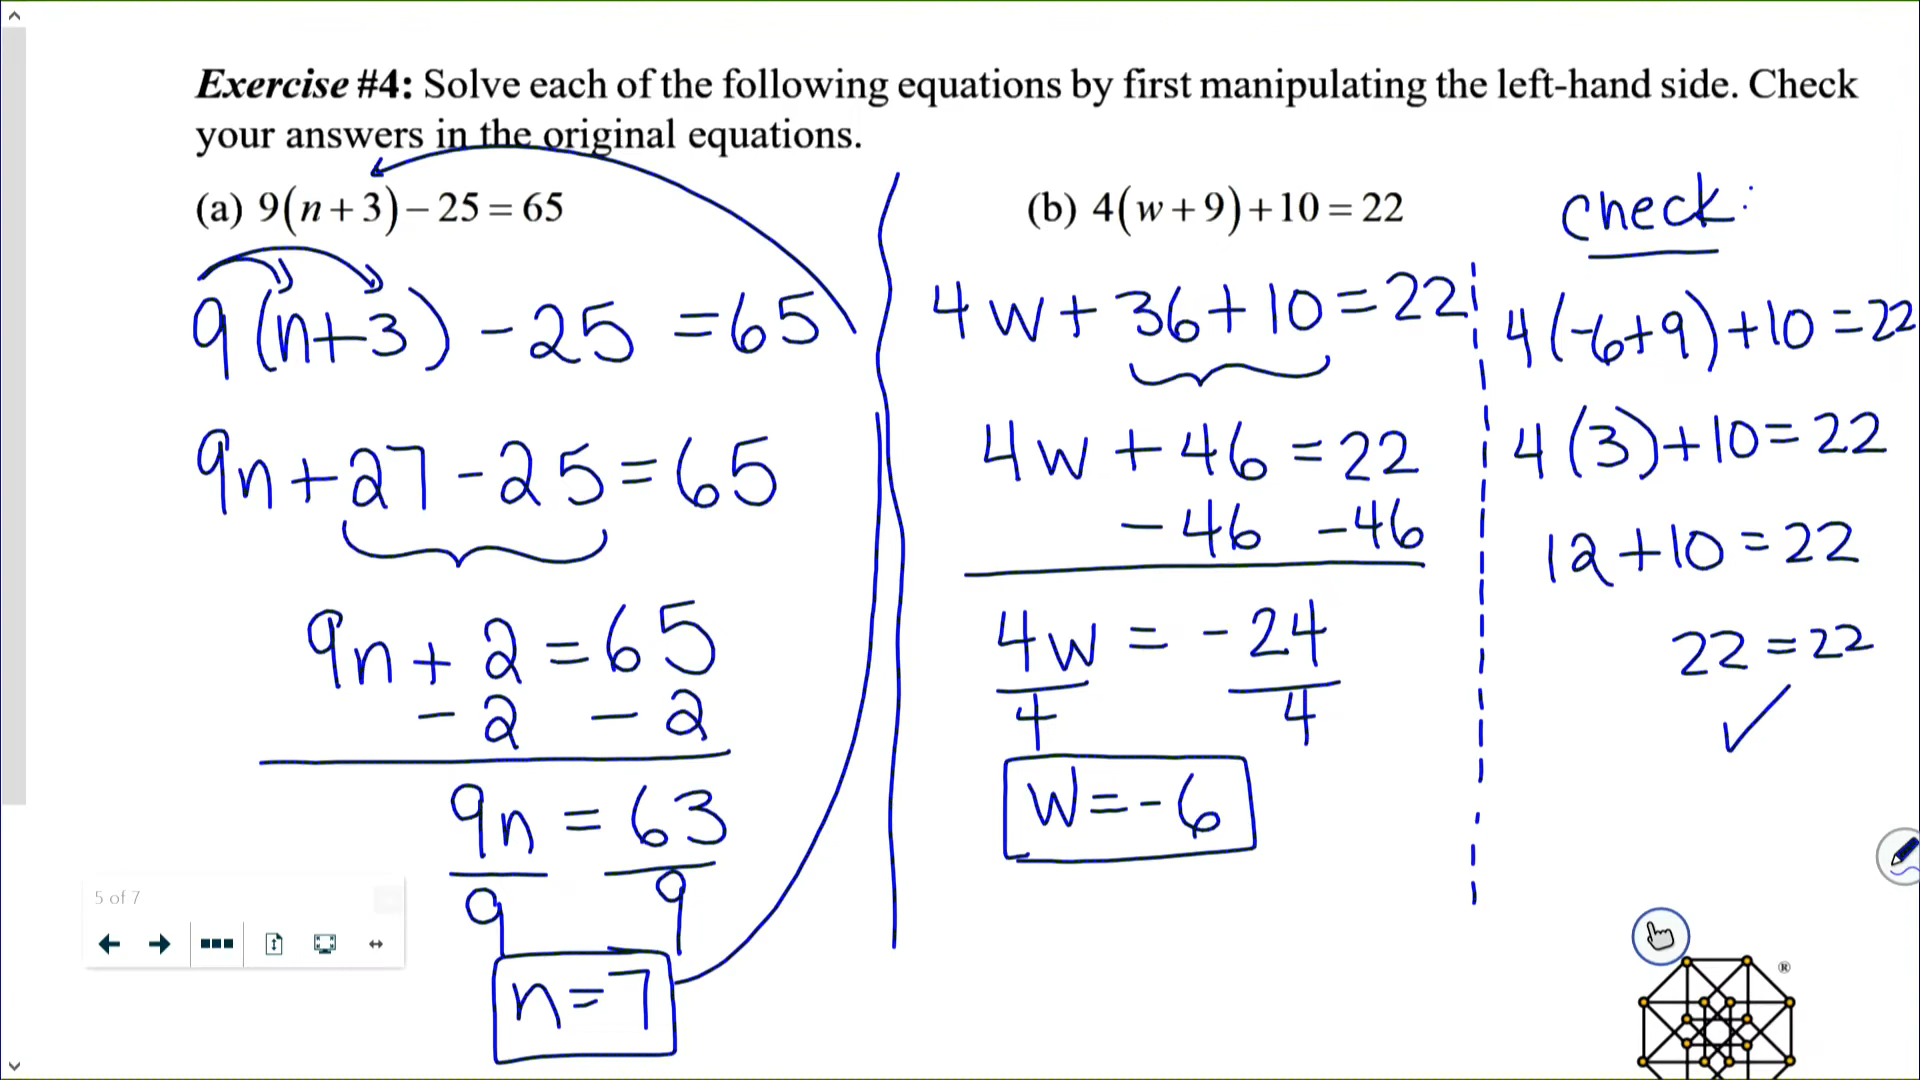 Exercise #4: Solve each of the following equations by first manipulating the left-hand side. Check
your answers in the original equations.
(a) 9(n+3)−25=65
9(n+3) -25 =65
9n+27-25=65
9n+2=65
-2 -2
9n = 63
9 9
n=7
(b) 4(w+9)+10=22
4w+36+10=22
4w+46=22
-46 -46
4w = -24
4 4
w=-6
check:
4(-6+9)+10=22
4(3)+10=22
12+10=22
22=22
✓
5 of 7
®